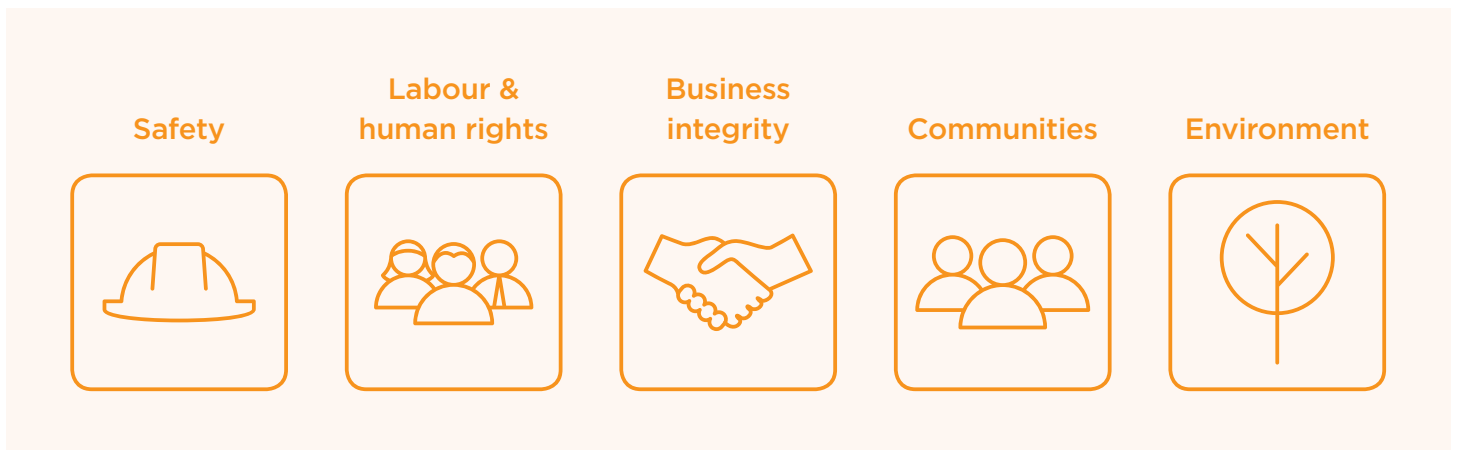 Safety
Labour &
human rights
Business
integrity
Communities
Environment